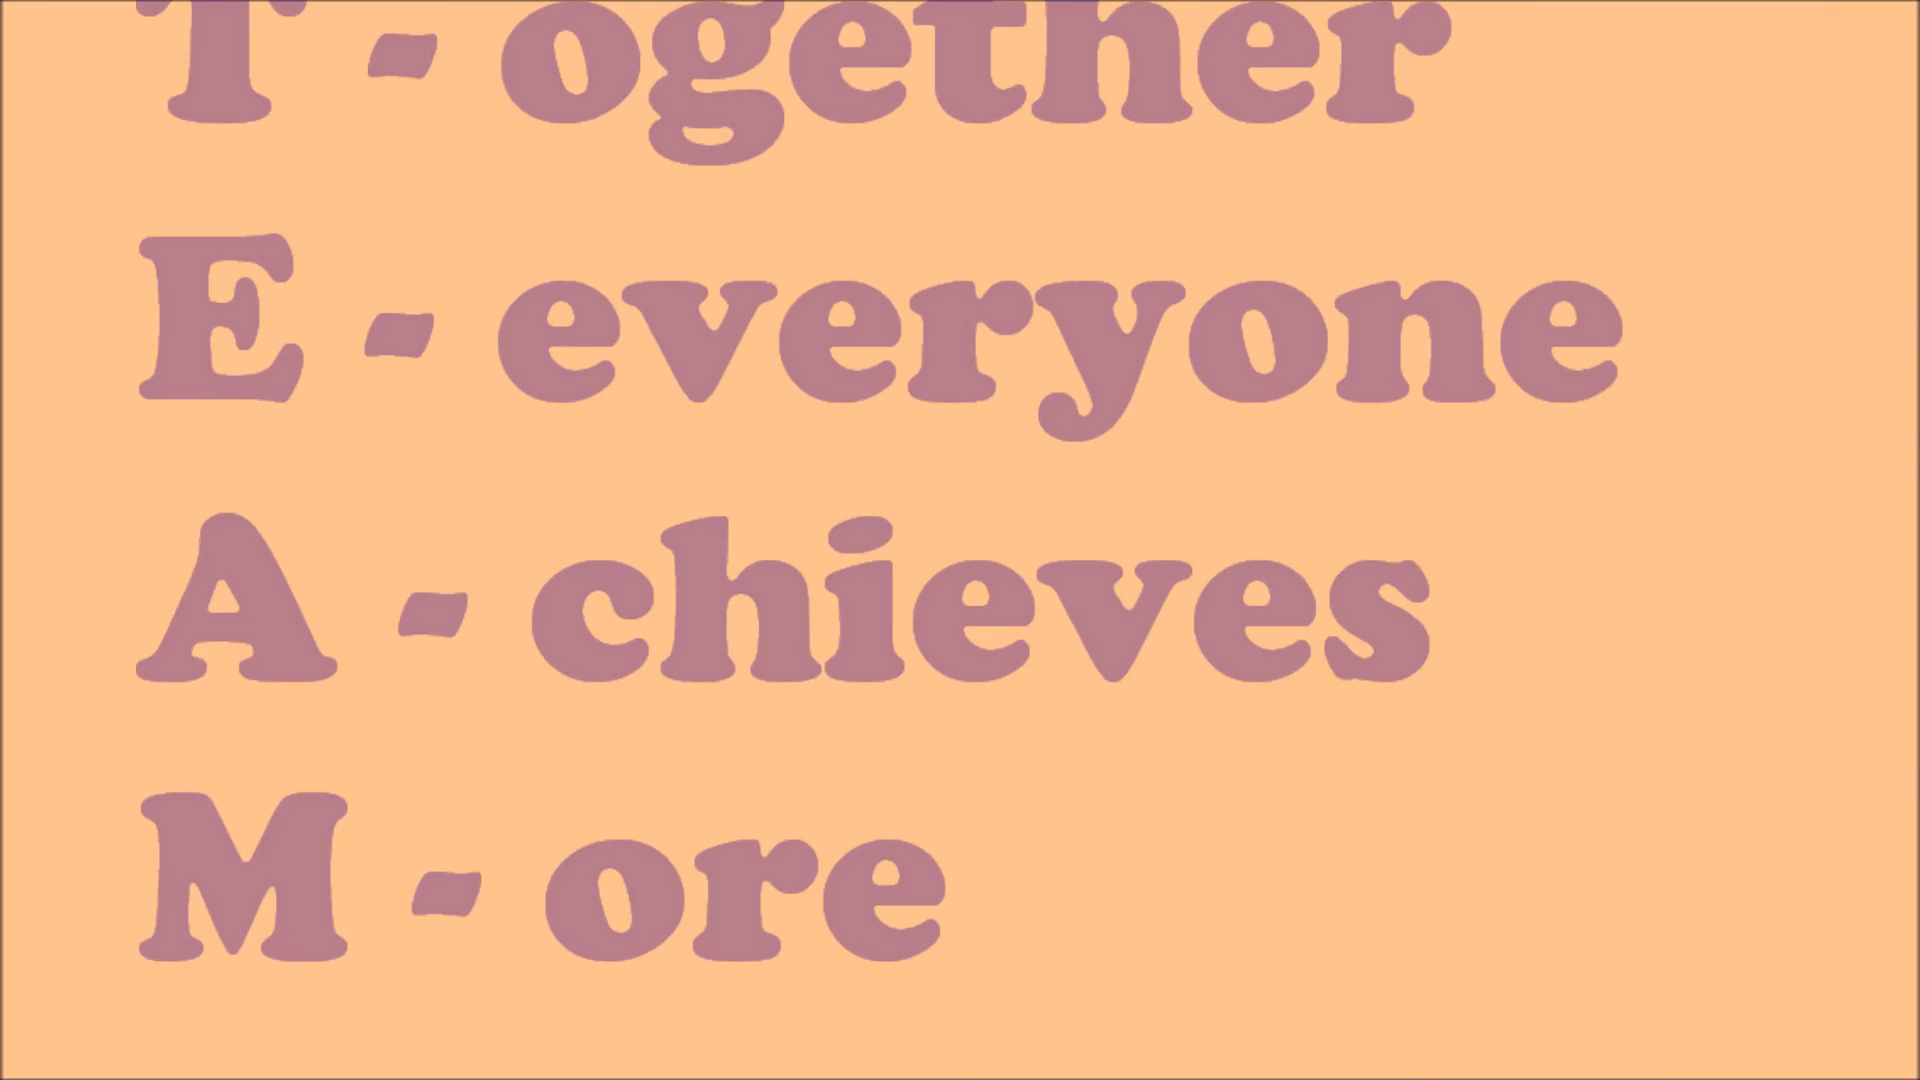 T - ogether
E - everyone
A - chieves
M - ore